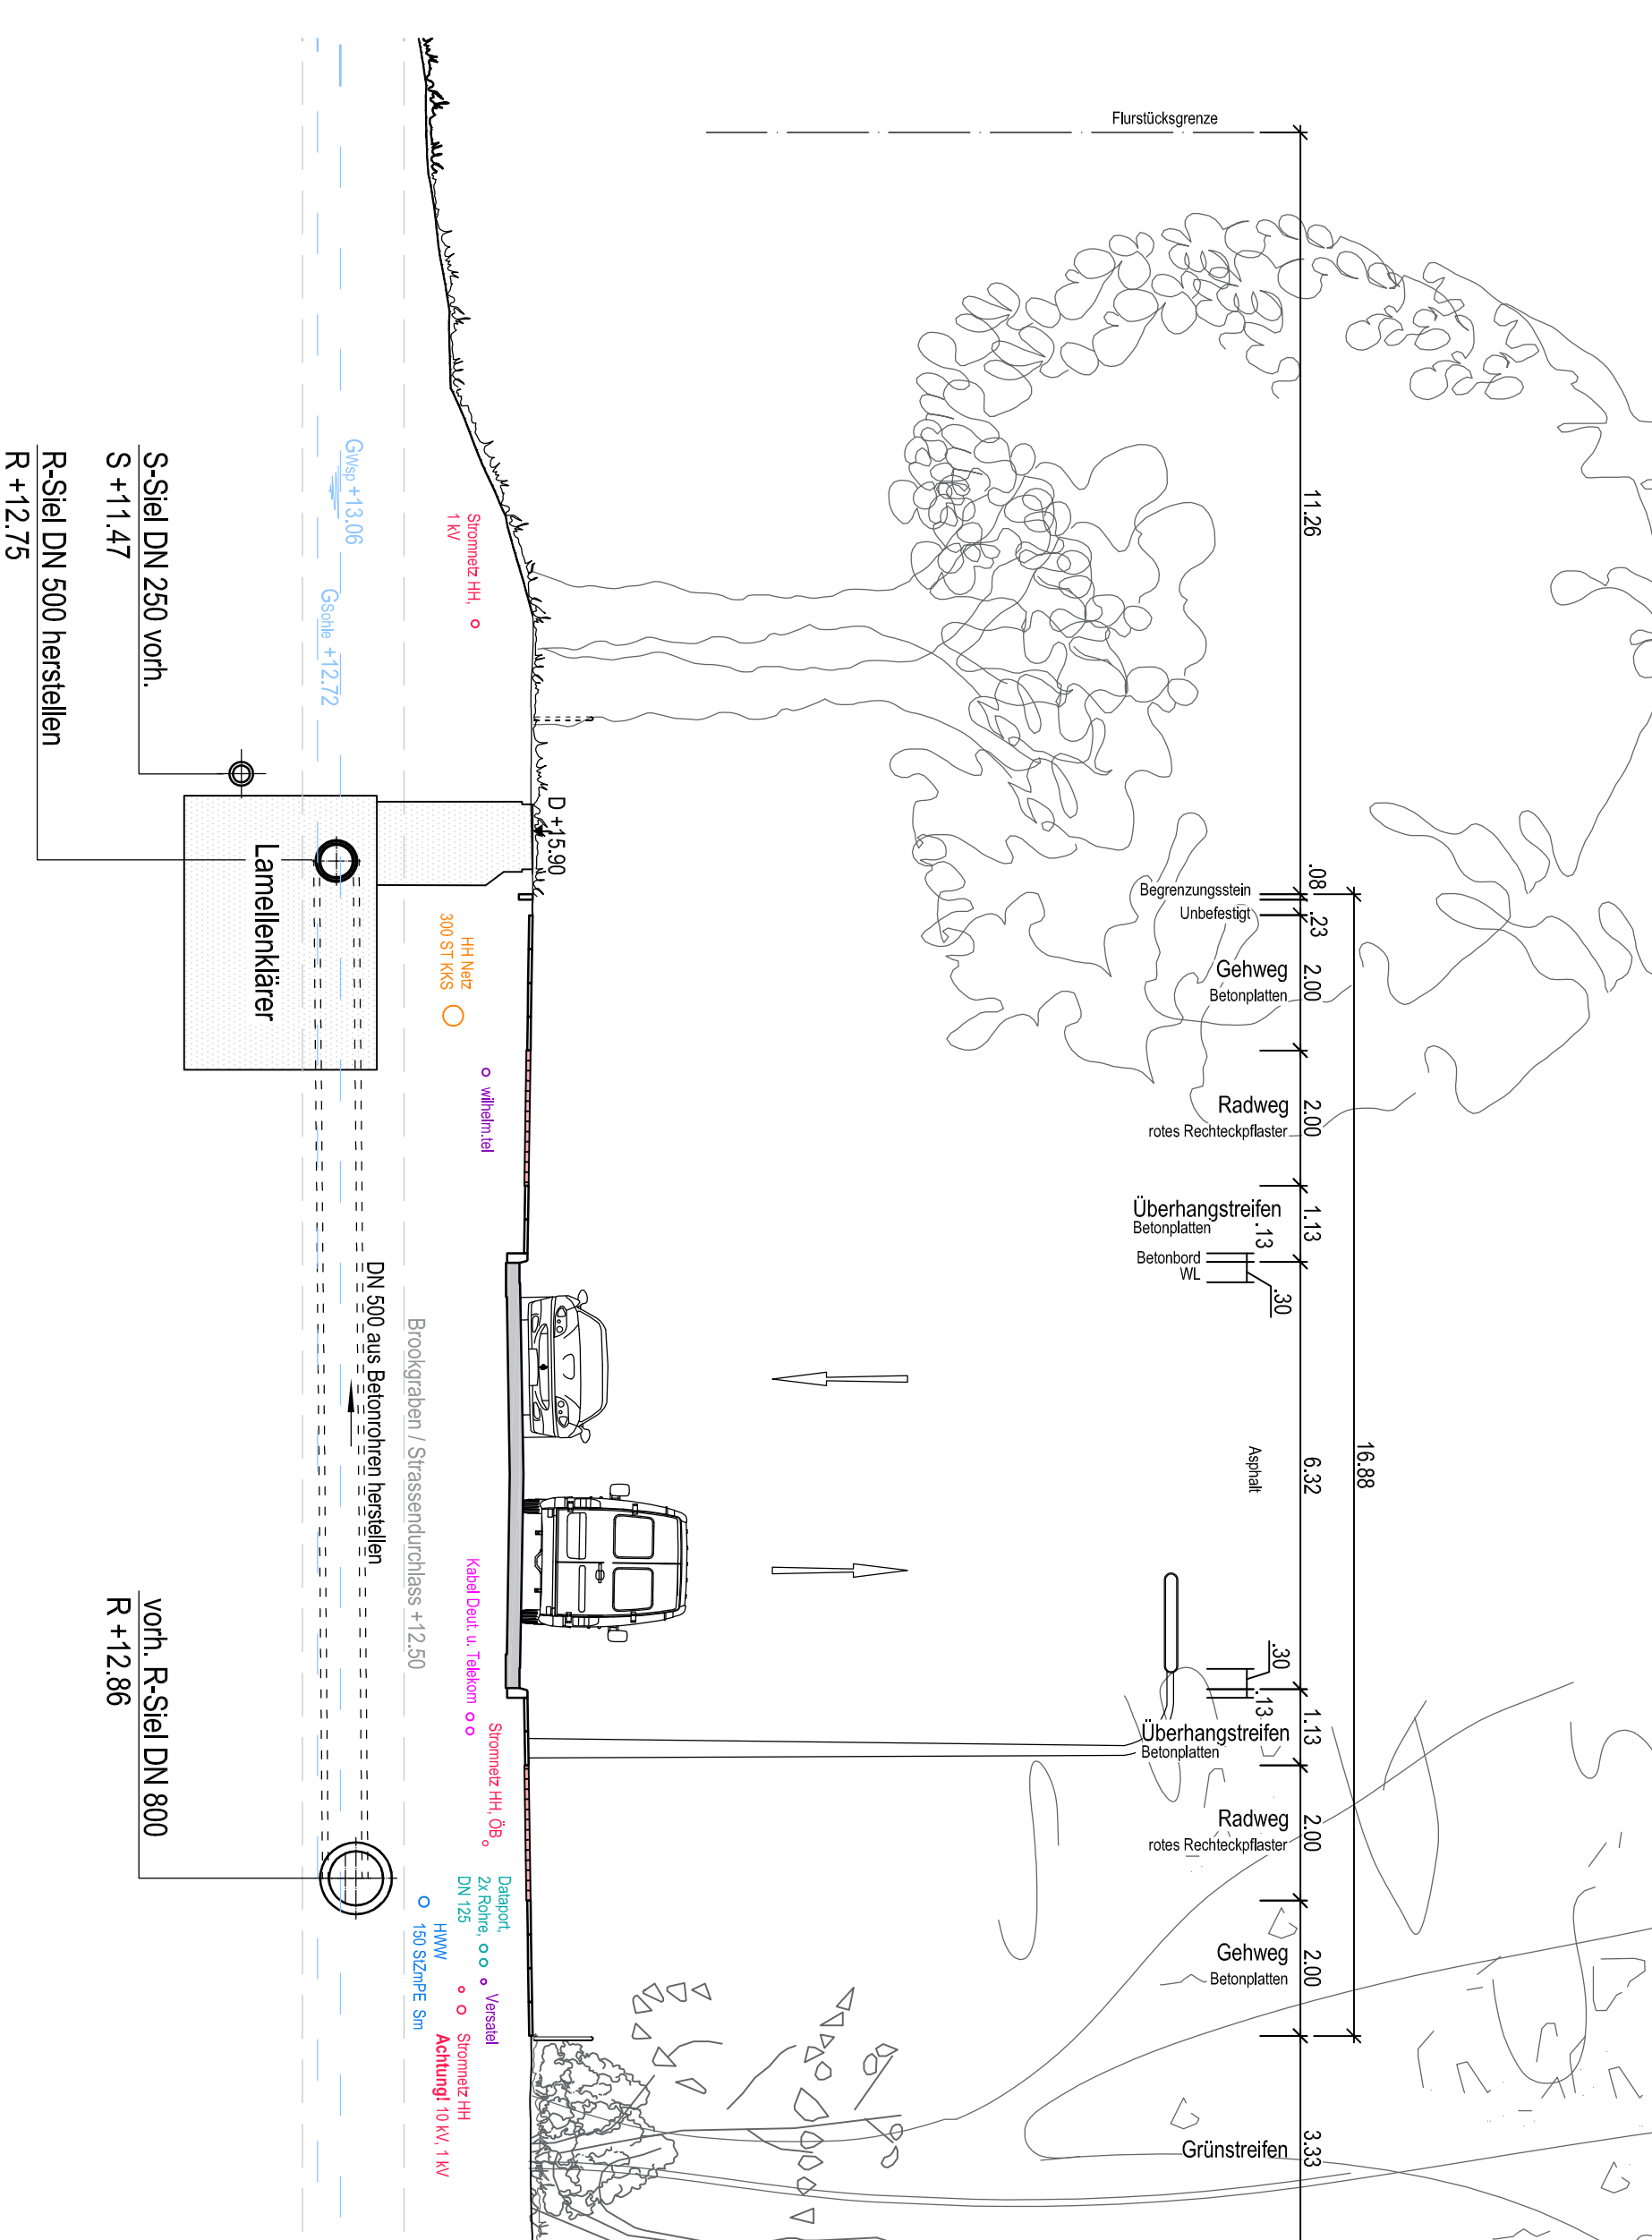 Flurstücksgrenze
11.26
.08
Begrenzungsstein
.23
Unbefestigt
2.00
Gehweg
Betonplatten
2.00
Radweg
rotes Rechteckpflaster
1.13
Überhangstreifen
Betonplatten
.13
Betonbord
WL
.30
16.88
6.32
Asphalt
.30
.13
1.13
Überhangstreifen
Betonplatten
2.00
Radweg
rotes Rechteckpflaster
2.00
Gehweg
Betonplatten
3.33
Grünstreifen
D +15.90
Stromnetz HH,
1 kV
GWsp +13.06
GSohle +12.72
HH Netz
300 ST KKS
wilhelm.tel
Lamellenklärer
Brookgraben / Strassendurchlass +12.50
DN 500 aus Betonrohren herstellen
Kabel Deut. u. Telekom
Stromnetz HH, ÖB
Dataport,
2x Rohre,
DN 125
Versatel
HWW
150 StZmPE Sm
Stromnetz HH
Achtung! 10 kV, 1 kV
S-Siel DN 250 vorh.
S +11.47
R-Siel DN 500 herstellen
R +12.75
vorh. R-Siel DN 800
R +12.86